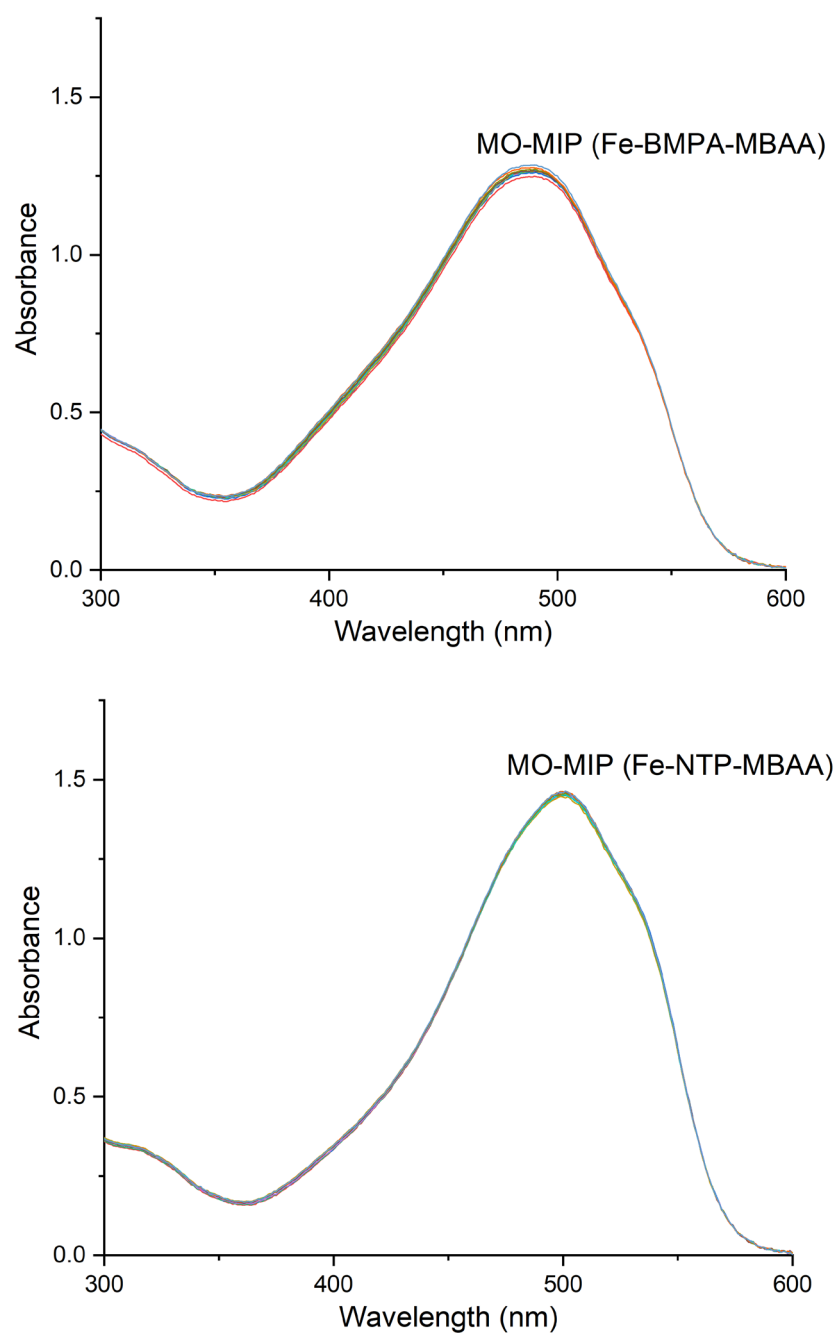 1.5
MO-MIP (Fe-BMPA-MBAA)
1.0
Absorbance
0.5
0.0
300 400 500 600
Wavelength (nm)
1.5
MO-MIP (Fe-NTP-MBAA)
1.0
Absorbance
0.5
0.0
300 400 500 600
Wavelength (nm)